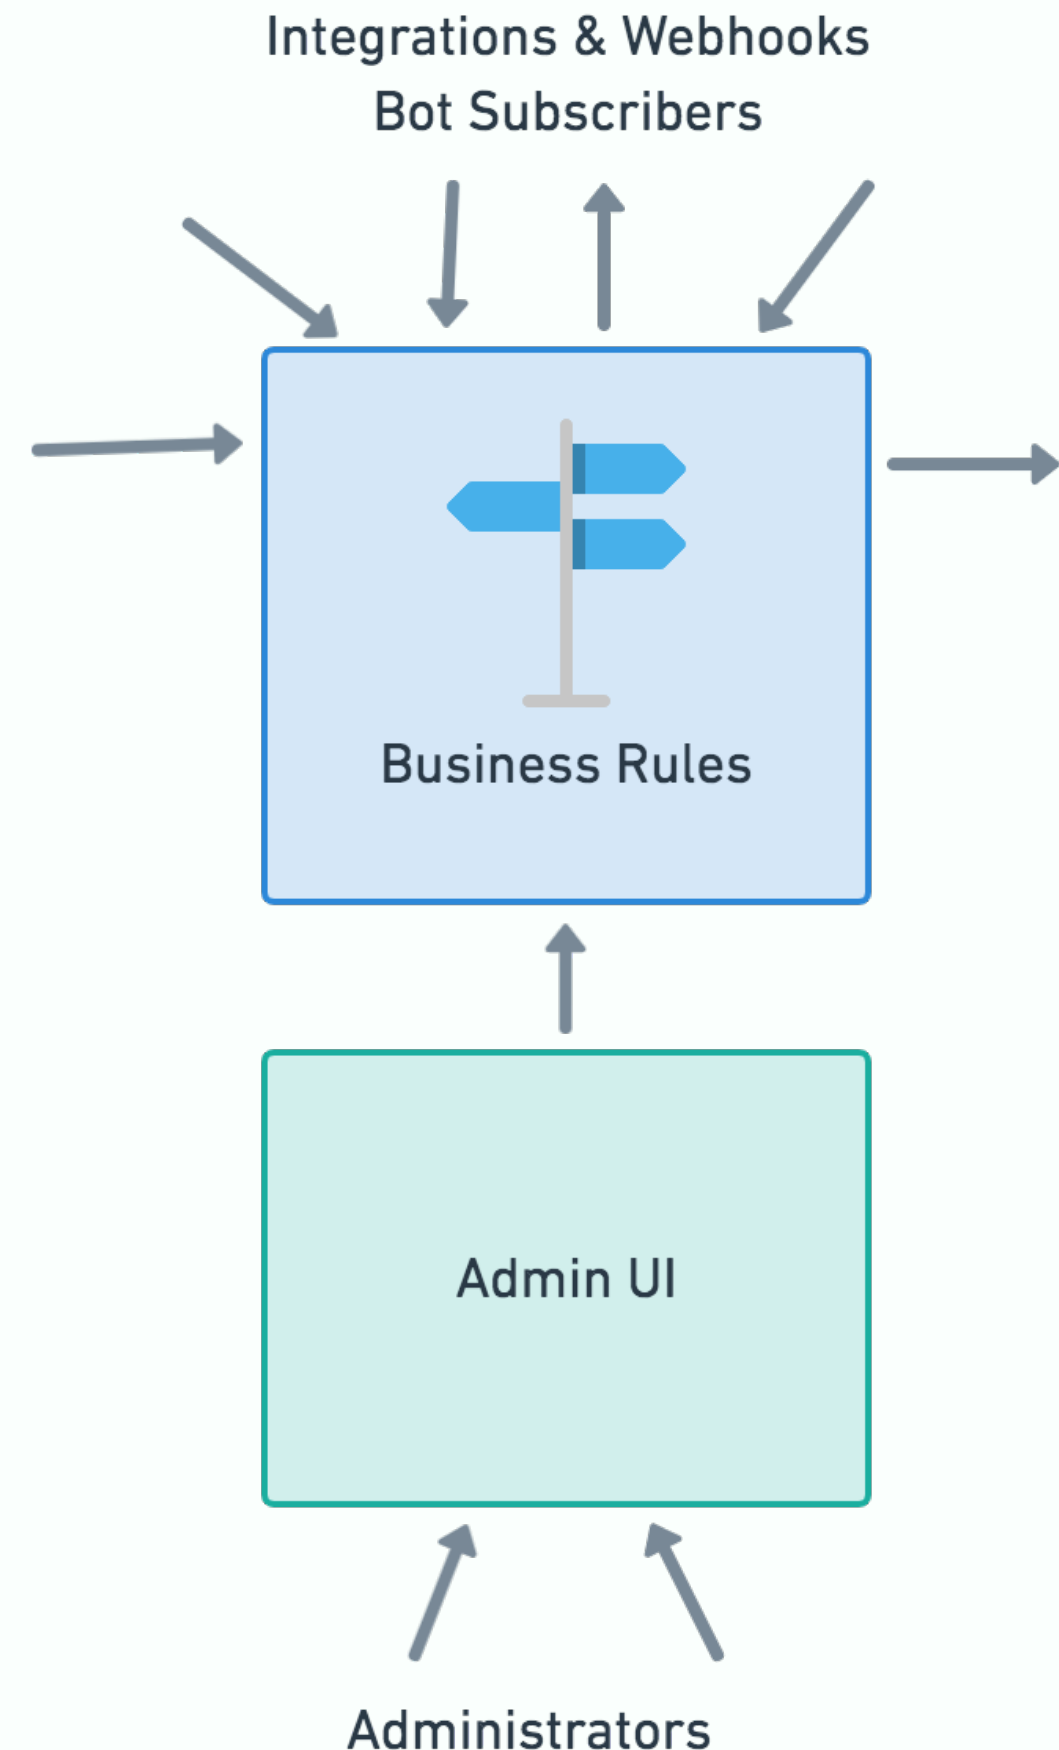 Integrations & Webhooks
Bot Subscribers
Business Rules
Admin UI
Administrators